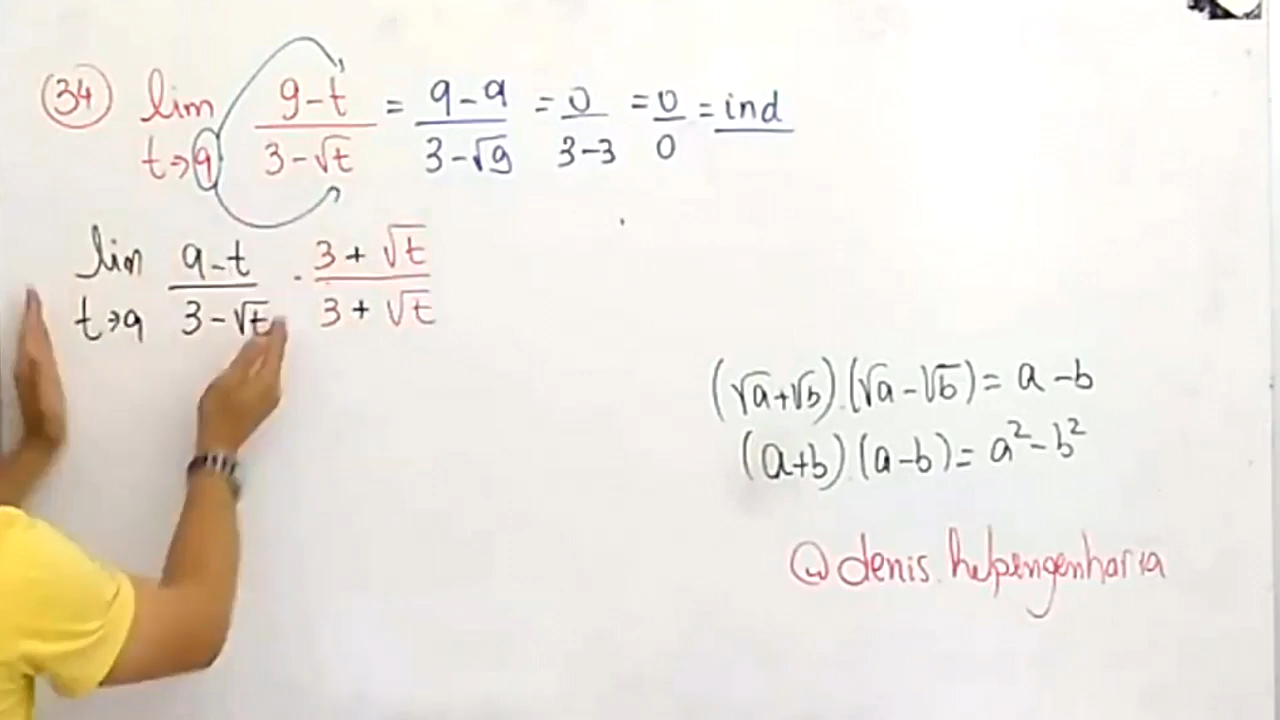 34 lim t→9 9-t / 3-√t = 9-9 / 3-√9 = 0 / 3-3 = 0 / 0 = ind
lim t→9 9-t / 3-√t · 3+√t / 3+√t
(√a+√b).(√a-√b)=a-b
(a+b)(a-b)=a²-b²
@denis.helpengenharia